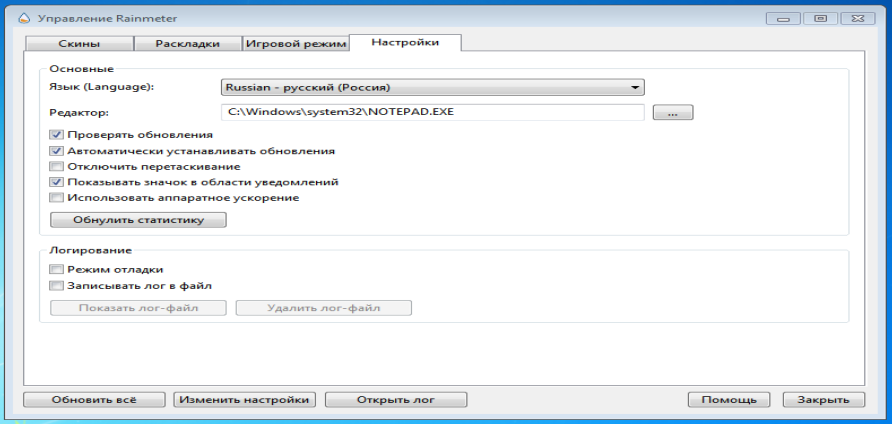 Управление Rainmeter
Скины Раскладки Игровой режим Настройки
Основные
Язык (Language): Russian - русский (Россия)
Редактор: C:\Windows\system32\NOTEPAD.EXE ...
Проверять обновления
Автоматически устанавливать обновления
Отключить перетаскивание
Показывать значок в области уведомлений
Использовать аппаратное ускорение
Обнулить статистику
Логирование
Режим отладки
Записывать лог в файл
Показать лог-файл Удалить лог-файл
Обновить всё Изменить настройки Открыть лог Помощь Закрыть